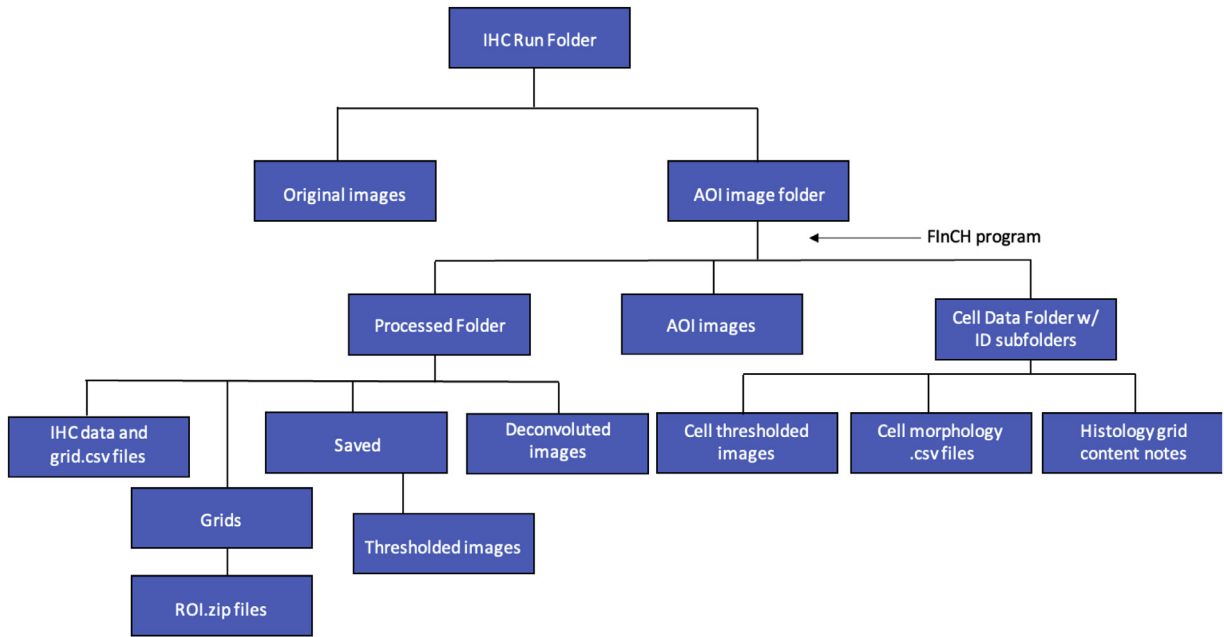 IHC Run Folder
Original images
AOI image folder
FInCH program
Processed Folder
AOI images
Cell Data Folder w/
ID subfolders
IHC data and
grid.csv files
Saved
Deconvoluted
images
Cell thresholded
images
Cell morphology
.csv files
Histology grid
content notes
Grids
Thresholded images
ROI.zip files